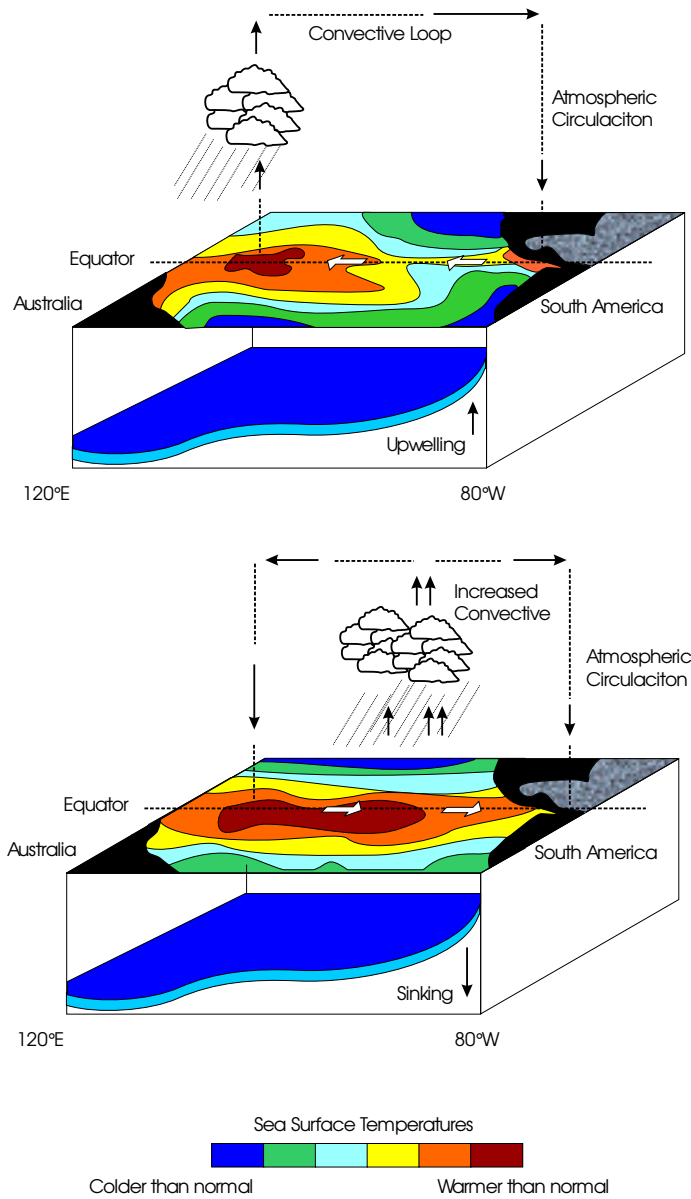 Convective Loop
Atmospheric
Circulaciton
Equator
Australia
South America
Upwelling
120°E
80°W
Increased
Convective
Atmospheric
Circulaciton
Equator
Australia
South America
Sinking
120°E
80°W
Sea Surface Temperatures
Colder than normal
Warmer than normal